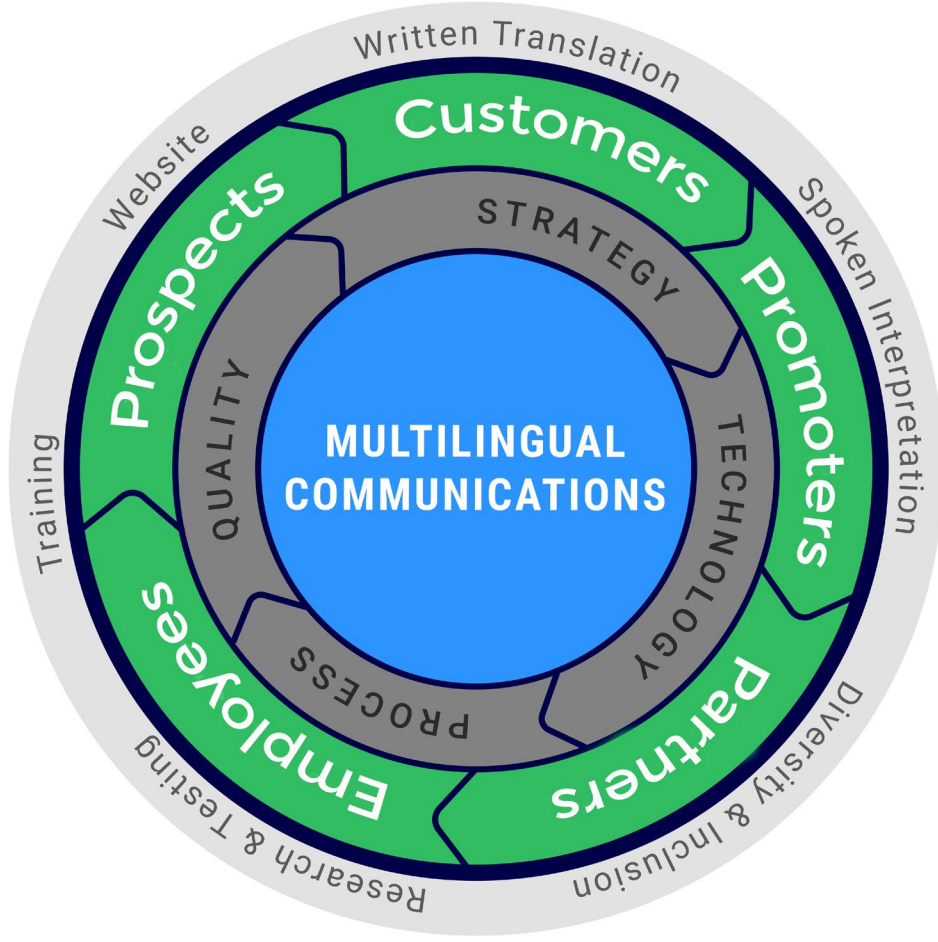 Written Translation
Spoken Interpretation
Diversity & Inclusion
Research & Testing
Training
Website
Customers
Promoters
Partners
Employees
Prospects
STRATEGY
TECHNOLOGY
PROCESS
QUALITY
MULTILINGUAL
COMMUNICATIONS